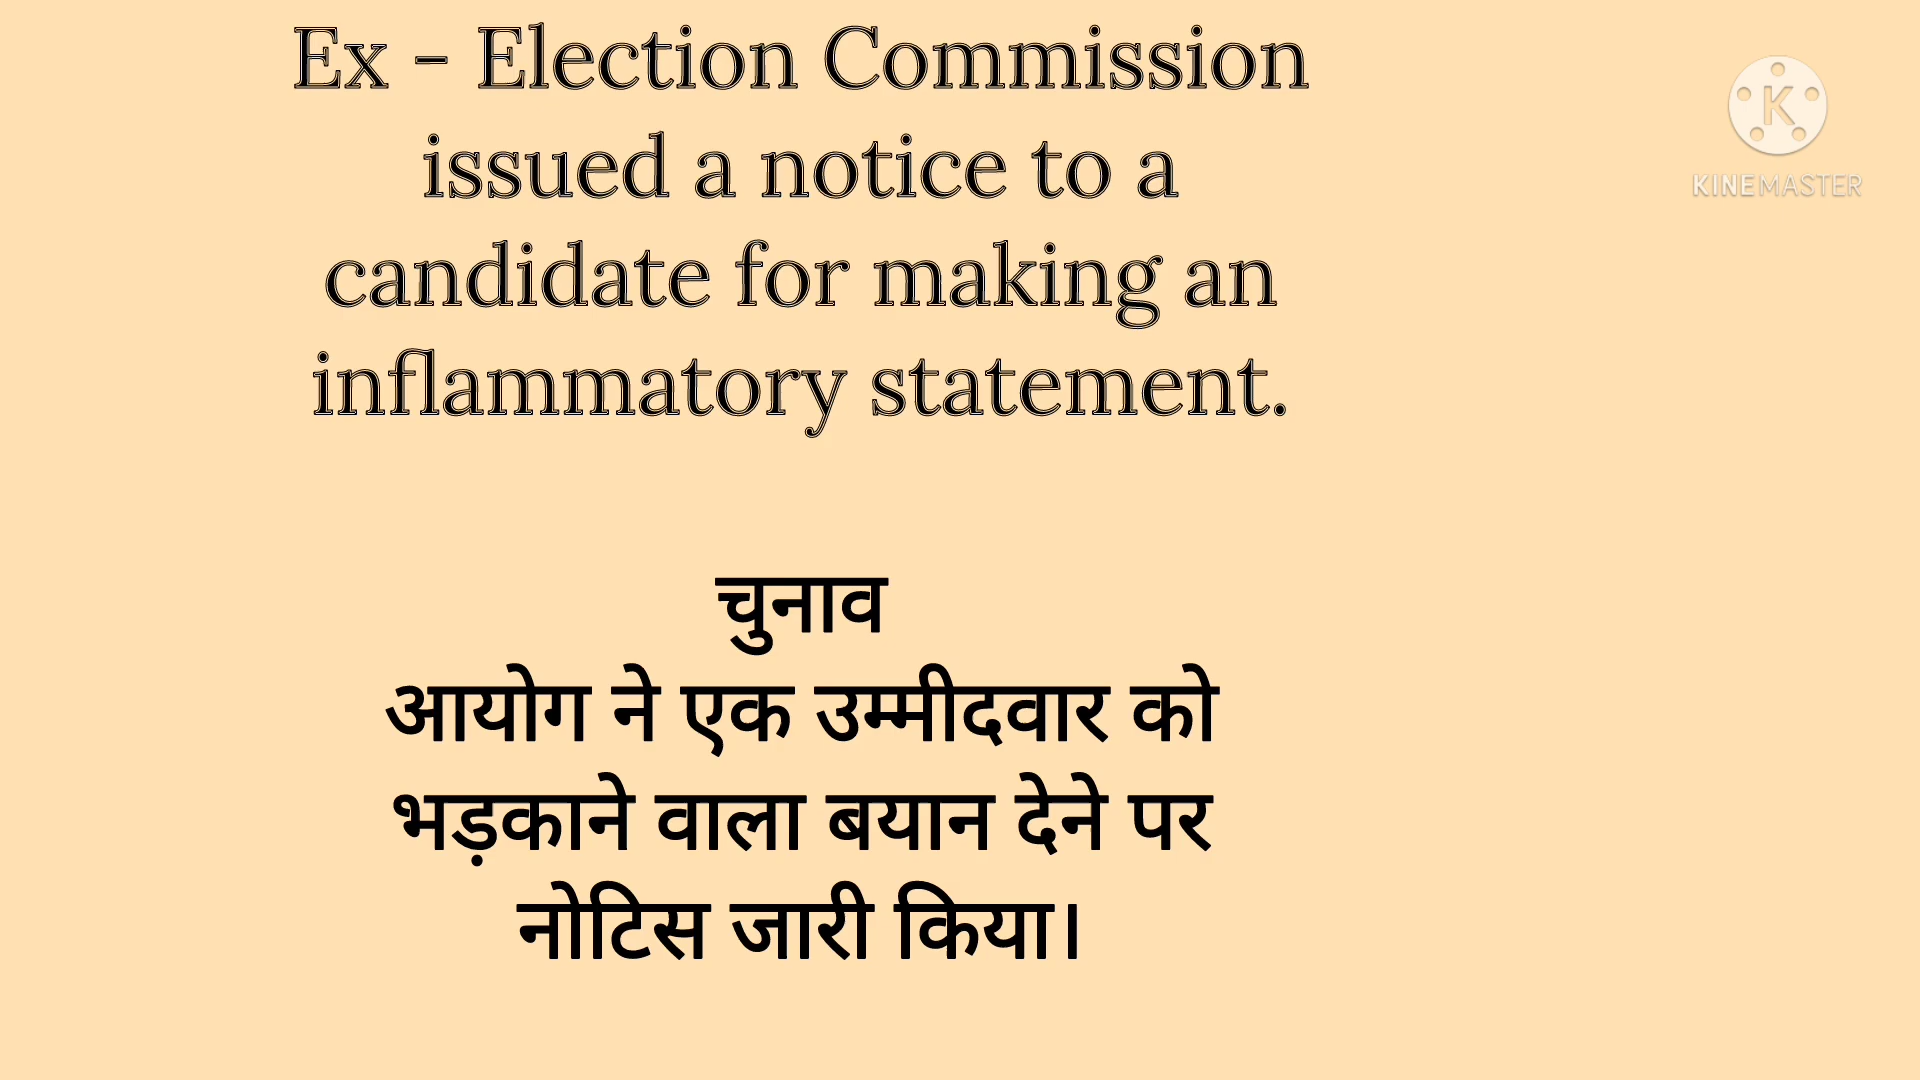 Ex - Election Commission
issued a notice to a
candidate for making an
inflammatory statement.
चुनाव
आयोग ने एक उम्मीदवार को
भड़काने वाला बयान देने पर
नोटिस जारी किया।
K
KINEMASTER